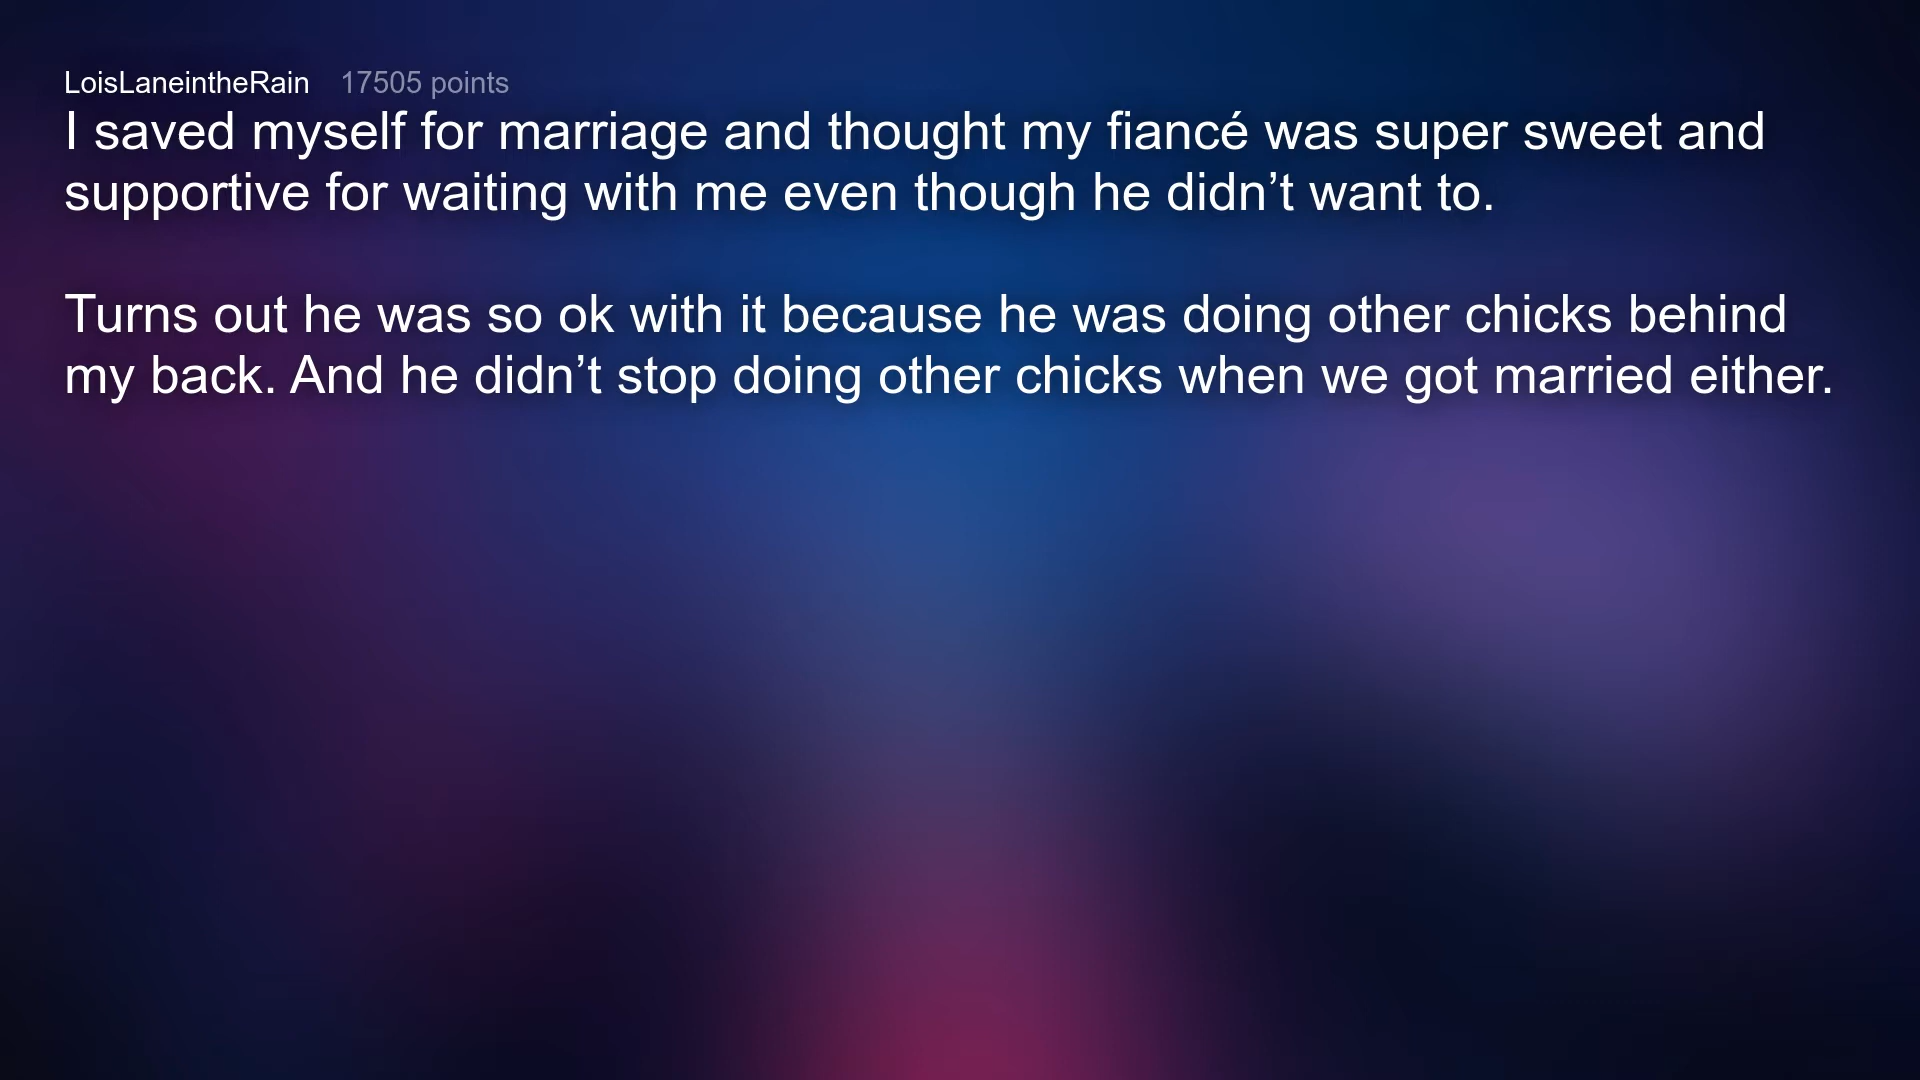 LoisLaneintheRain 17505 points
I saved myself for marriage and thought my fiancé was super sweet and
supportive for waiting with me even though he didn’t want to.
Turns out he was so ok with it because he was doing other chicks behind
my back. And he didn’t stop doing other chicks when we got married either.